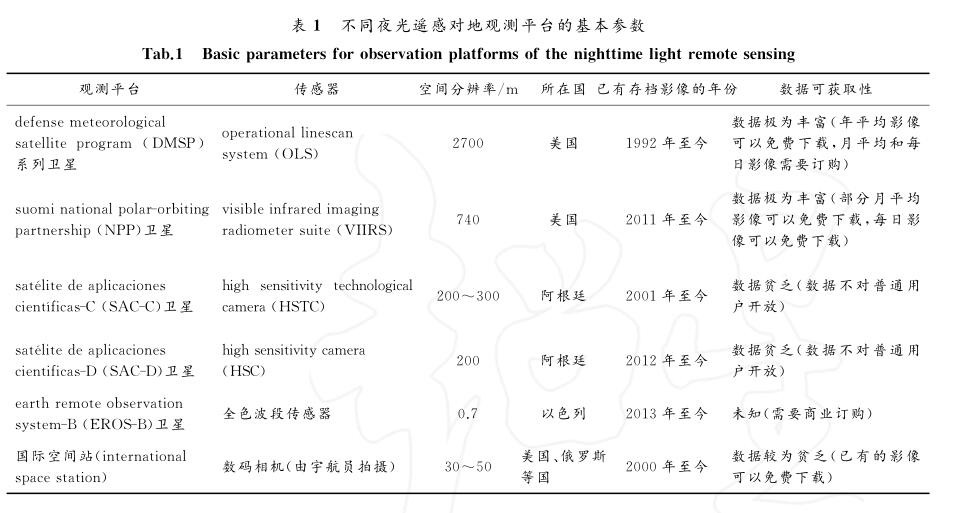 表 1 不同夜光遥感对地观测平台的基本参数
Tab.1 Basic parameters for observation platforms of the nighttime light remote sensing
观测平台 传感器 空间分辨率/m 所在国 已有存档影像的年份 数据可获取性
defense meteorological
satellite program (DMSP)
系列卫星
operational linescan
system (OLS)
2700
美国
1992 年至今
数据极为丰富(年平均影像
可以免费下载,月平均和每
日影像需要订购)
suomi national polar-orbiting
partnership (NPP)卫星
visible infrared imaging
radiometer suite (VIIRS)
740
美国
2011 年至今
数据极为丰富(部分月平均
影像可以免费下载,每日影
像可以免费下载)
satélite de aplicaciones
cientificas-C (SAC-C)卫星
high sensitivity technological
camera (HSTC)
200~300
阿根廷
2001 年至今
数据贫乏(数据不对普通用
户开放)
satélite de aplicaciones
cientificas-D (SAC-D)卫星
high sensitivity camera
(HSC)
200
阿根廷
2012 年至今
数据贫乏(数据不对普通用
户开放)
earth remote observation
system-B (EROS-B)卫星
全色波段传感器
0.7
以色列
2013 年至今
未知(需要商业订购)
国际空间站(international
space station)
数码相机(由宇航员拍摄)
30~50
美国、俄罗斯
等国
2000 年至今
数据较为贫乏(已有的影像
可以免费下载)